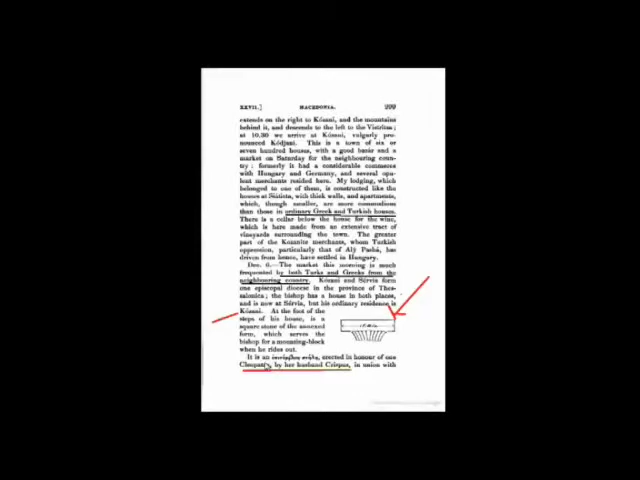 XXVII.] MACEDONIA. 209
extends on the right to Kózani, and the mountains
behind it, and descends to the left to the Vistritza;
at 10.30 we arrive at Kózani, vulgarly pro-
nounced Kódjani. This is a town of six or
seven hundred houses, with a good bazár and a
market on Saturday for the neighbouring coun-
try: formerly it had a considerable commerce
with Hungary and Germany, and several opu-
lent merchants resided here. My lodging, which
belonged to one of them, is constructed like the
houses at Siátista, with thick walls, and apartments,
which, though smaller, are more commodious
than those in ordinary Greek and Turkish houses.
There is a cellar below the house for the wine,
which is here made from an extensive tract of
vineyards surrounding the town. The greater
part of the Kozanite merchants, whom Turkish
oppression, particularly that of Alý Pashá, has
driven from hence, have settled in Hungary.
Dec. 6.—The market this morning is much
frequented by both Turks and Greeks from the
neighbouring country. Kózani and Sérvia form
one episcopal diocese in the province of Thes-
salonica; the bishop has a house in both places,
and is now at Sérvia, but his ordinary residence is
Kózani. At the foot of the
steps of his house, is a
square stone of the annexed
form, which serves the
bishop for a mounting-block
when he rides out.
It is an erected in honour of one
Cleopatra, by her husband Crispus, in union with